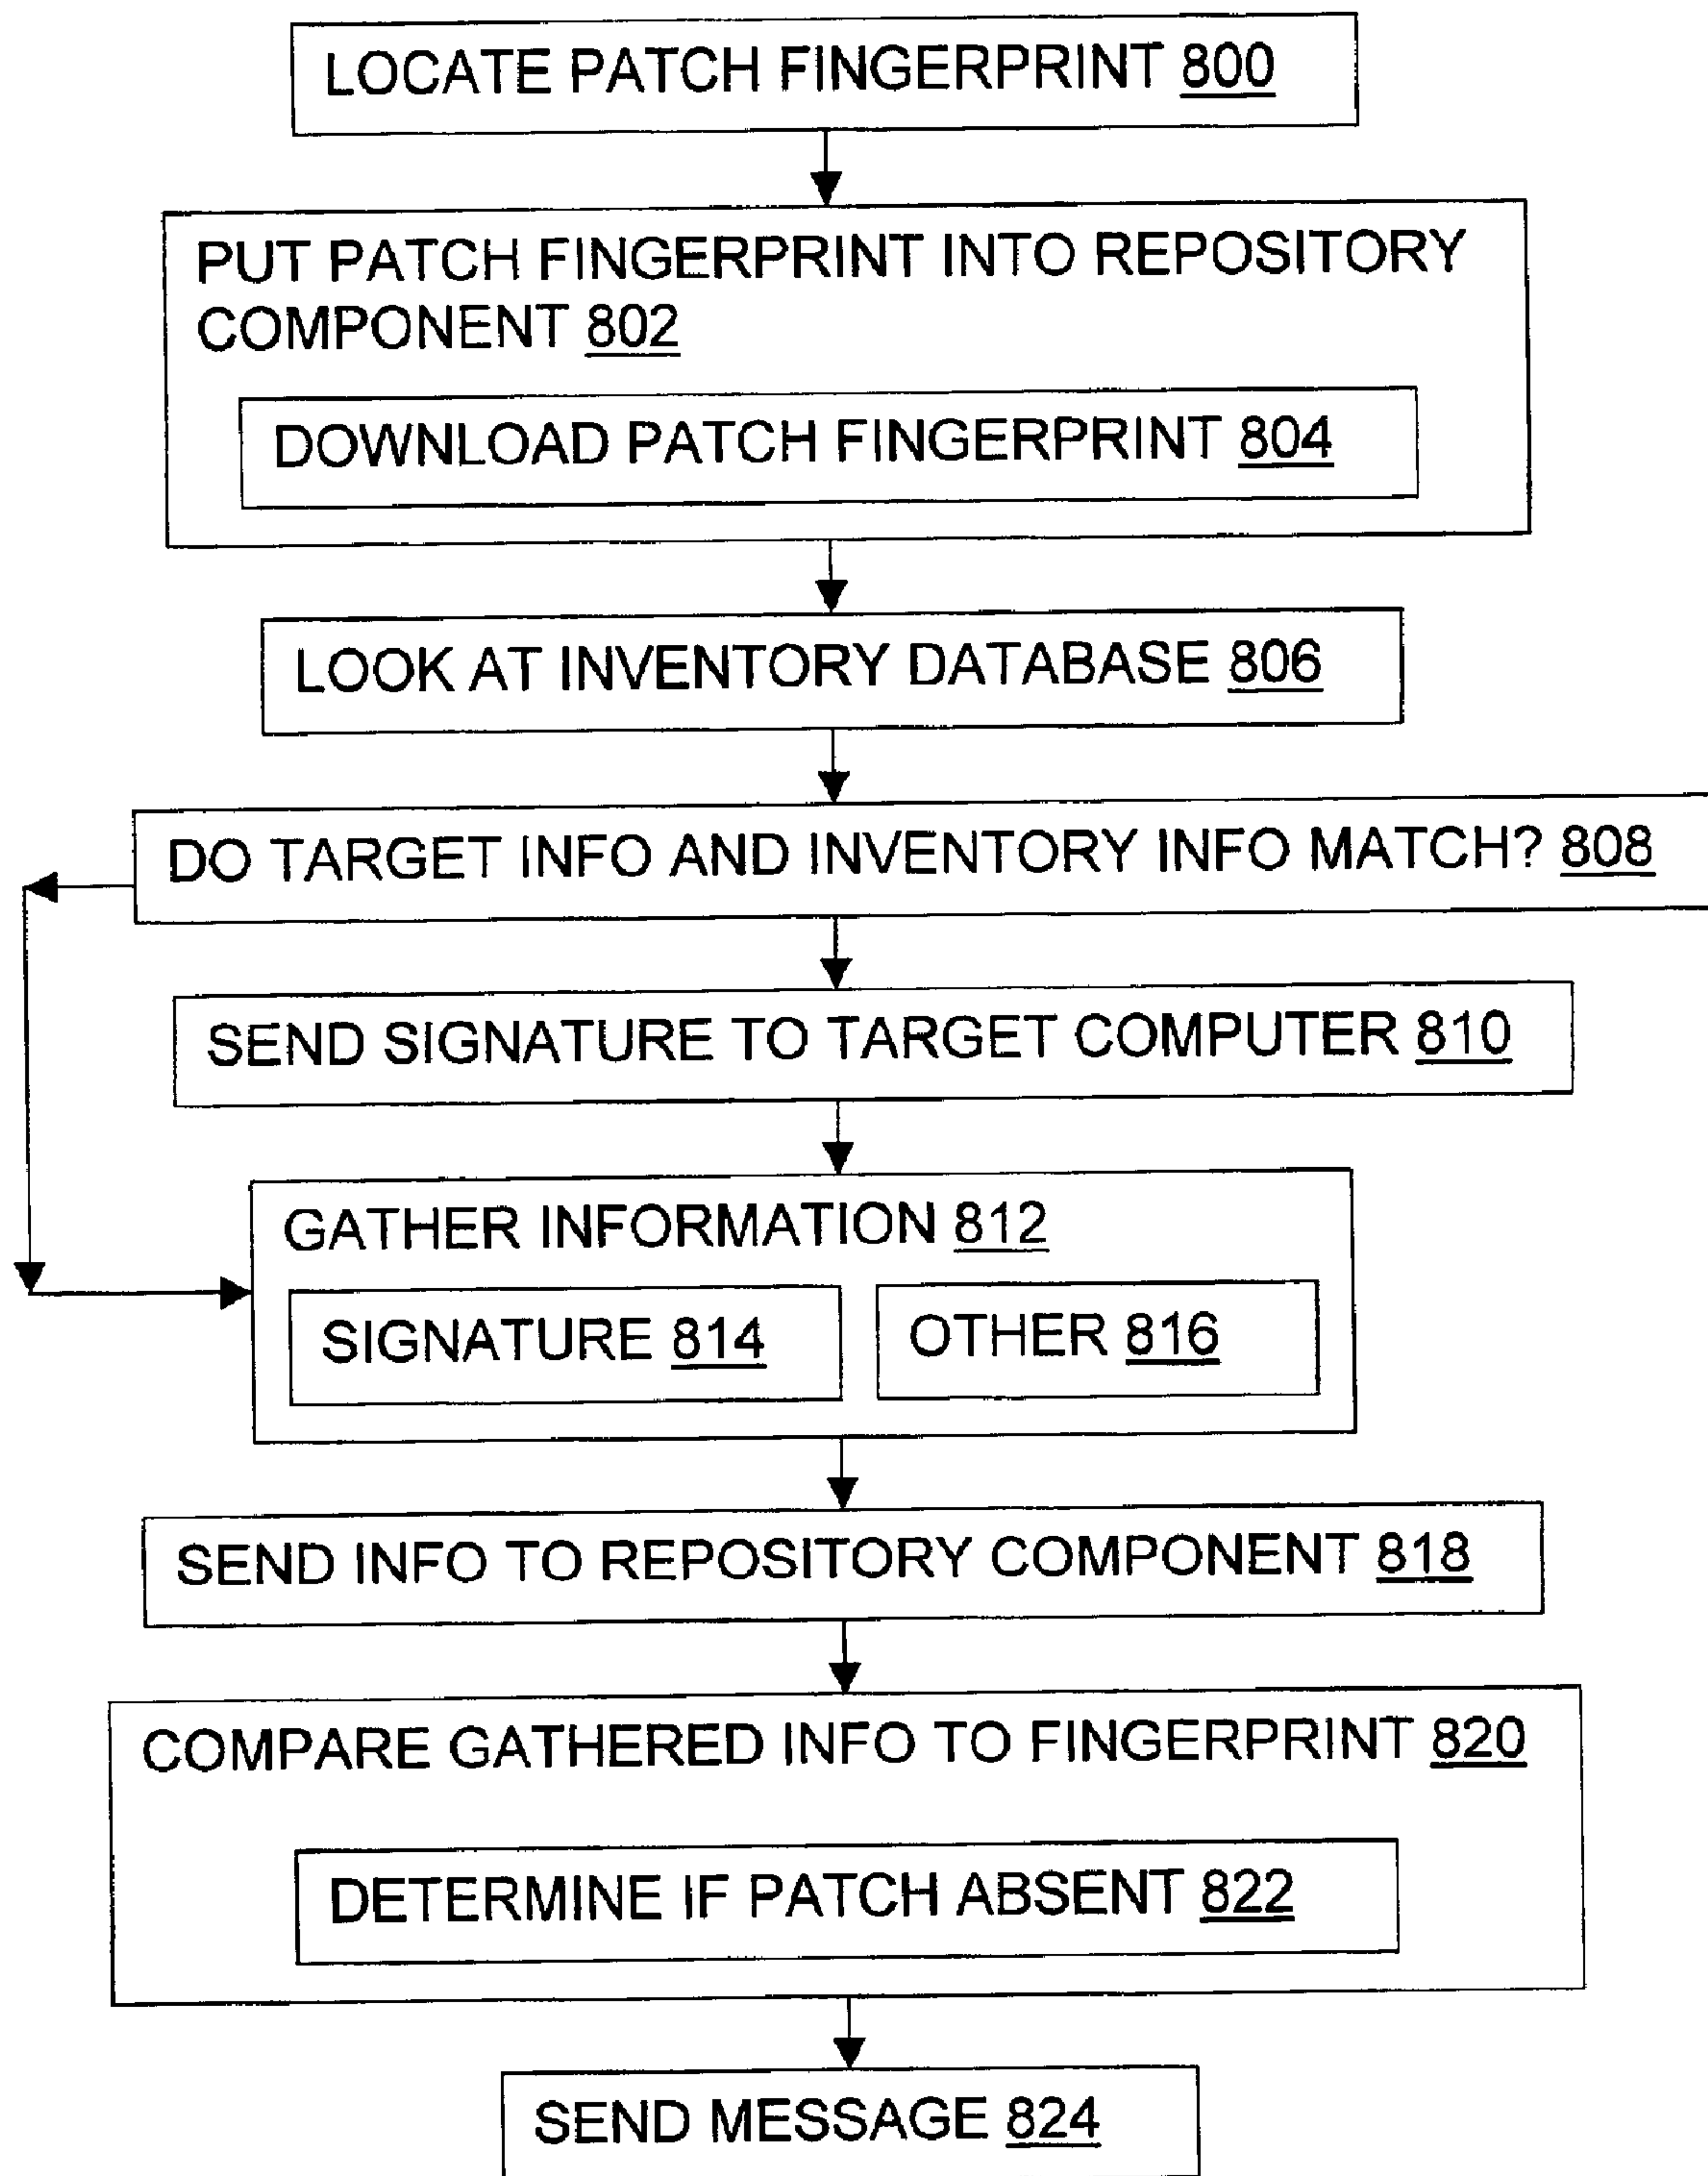 LOCATE PATCH FINGERPRINT 800
PUT PATCH FINGERPRINT INTO REPOSITORY
COMPONENT 802
DOWNLOAD PATCH FINGERPRINT 804
LOOK AT INVENTORY DATABASE 806
DO TARGET INFO AND INVENTORY INFO MATCH? 808
SEND SIGNATURE TO TARGET COMPUTER 810
GATHER INFORMATION 812
SIGNATURE 814
OTHER 816
SEND INFO TO REPOSITORY COMPONENT 818
COMPARE GATHERED INFO TO FINGERPRINT 820
DETERMINE IF PATCH ABSENT 822
SEND MESSAGE 824